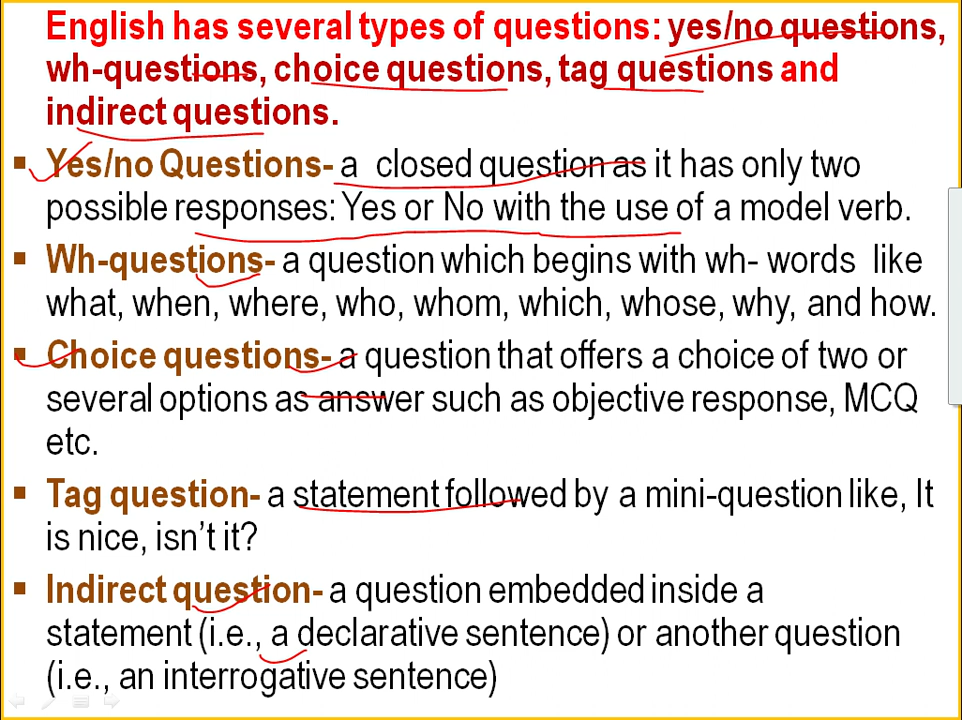 English has several types of questions: yes/no questions,
wh-questions, choice questions, tag questions and
indirect questions.
▪ Yes/no Questions- a closed question as it has only two
possible responses: Yes or No with the use of a model verb.
▪ Wh-questions- a question which begins with wh- words like
what, when, where, who, whom, which, whose, why, and how.
▪ Choice questions- a question that offers a choice of two or
several options as answer such as objective response, MCQ
etc.
▪ Tag question- a statement followed by a mini-question like, It
is nice, isn’t it?
▪ Indirect question- a question embedded inside a
statement (i.e., a declarative sentence) or another question
(i.e., an interrogative sentence)